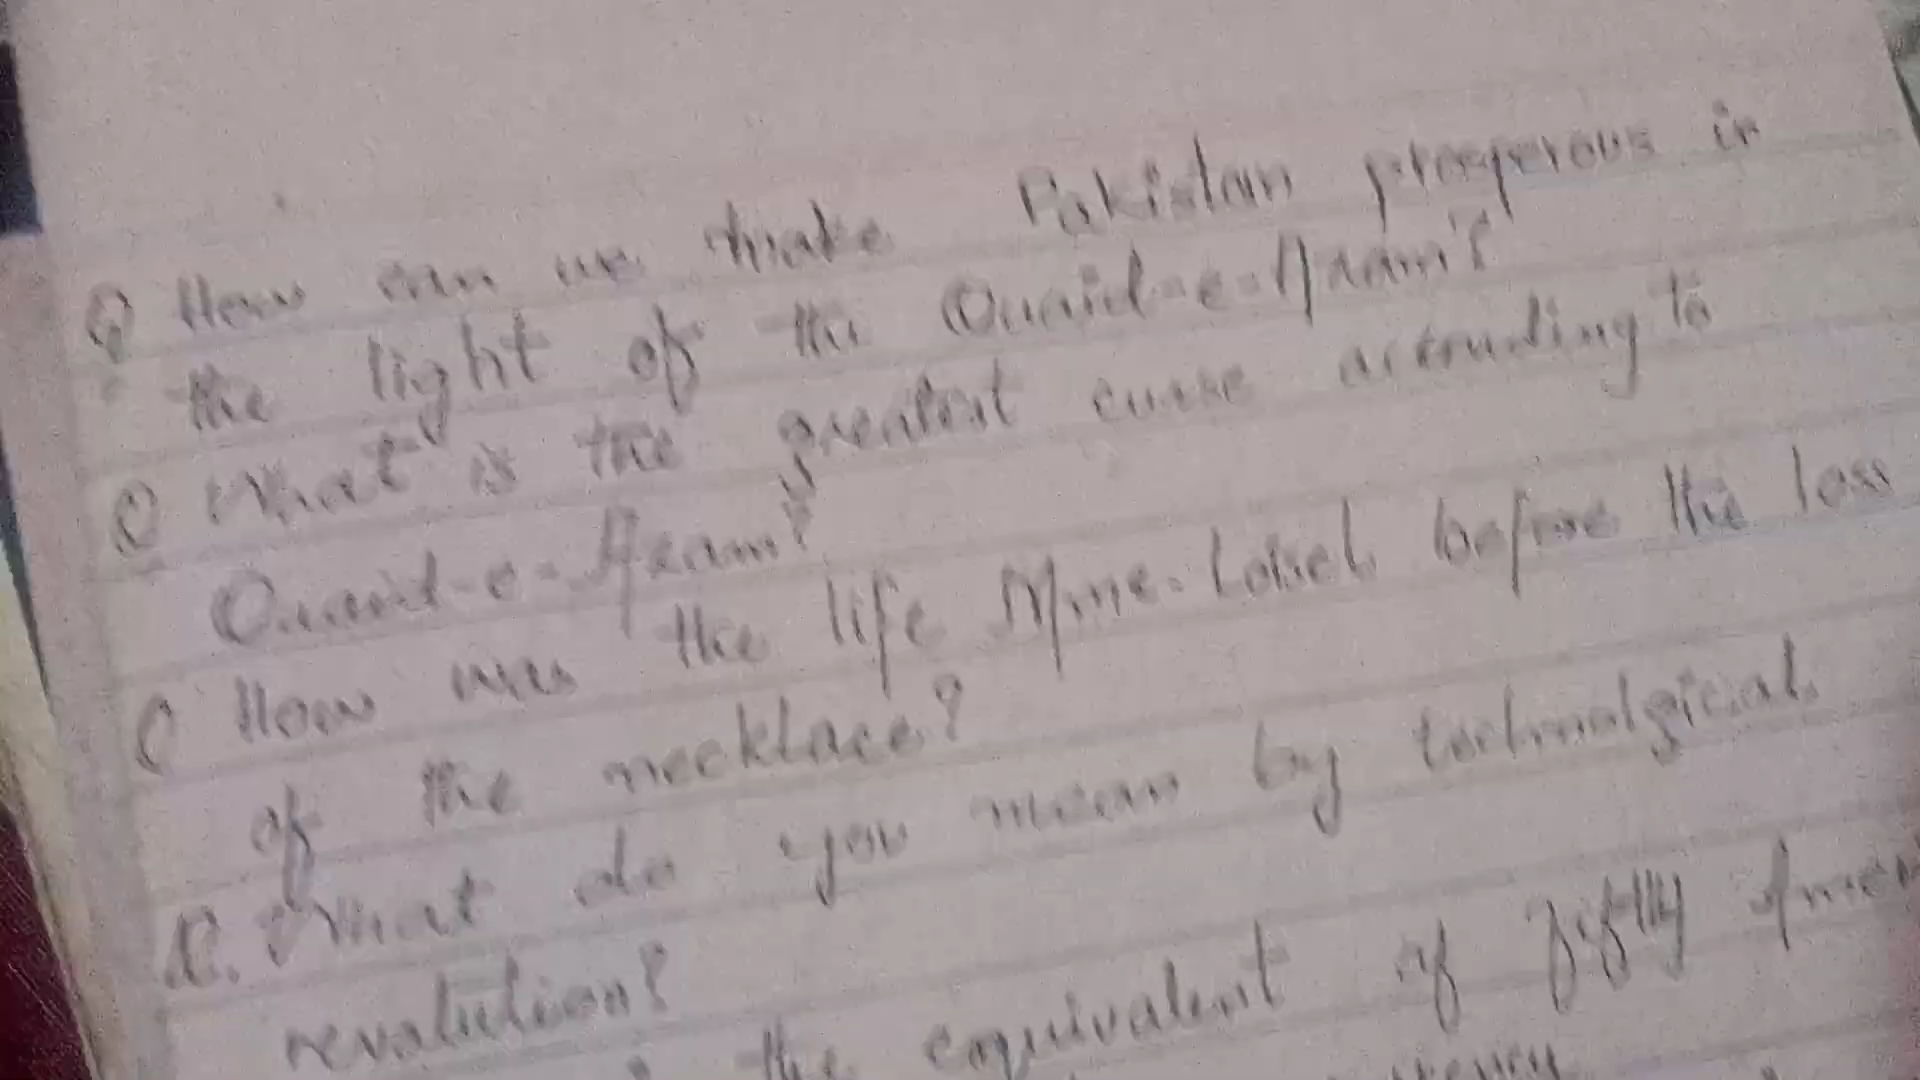 Q How can we make Pakistan prosperous in
the light of the Quaid-e-Azam?
Q What is the greatest curse according to
Quaid-e-Azam?
Q How was the life Mme. Loisel before the loss
of the necklace?
Q. What do you mean by technolgical
revolution?
the equivalent of fifty